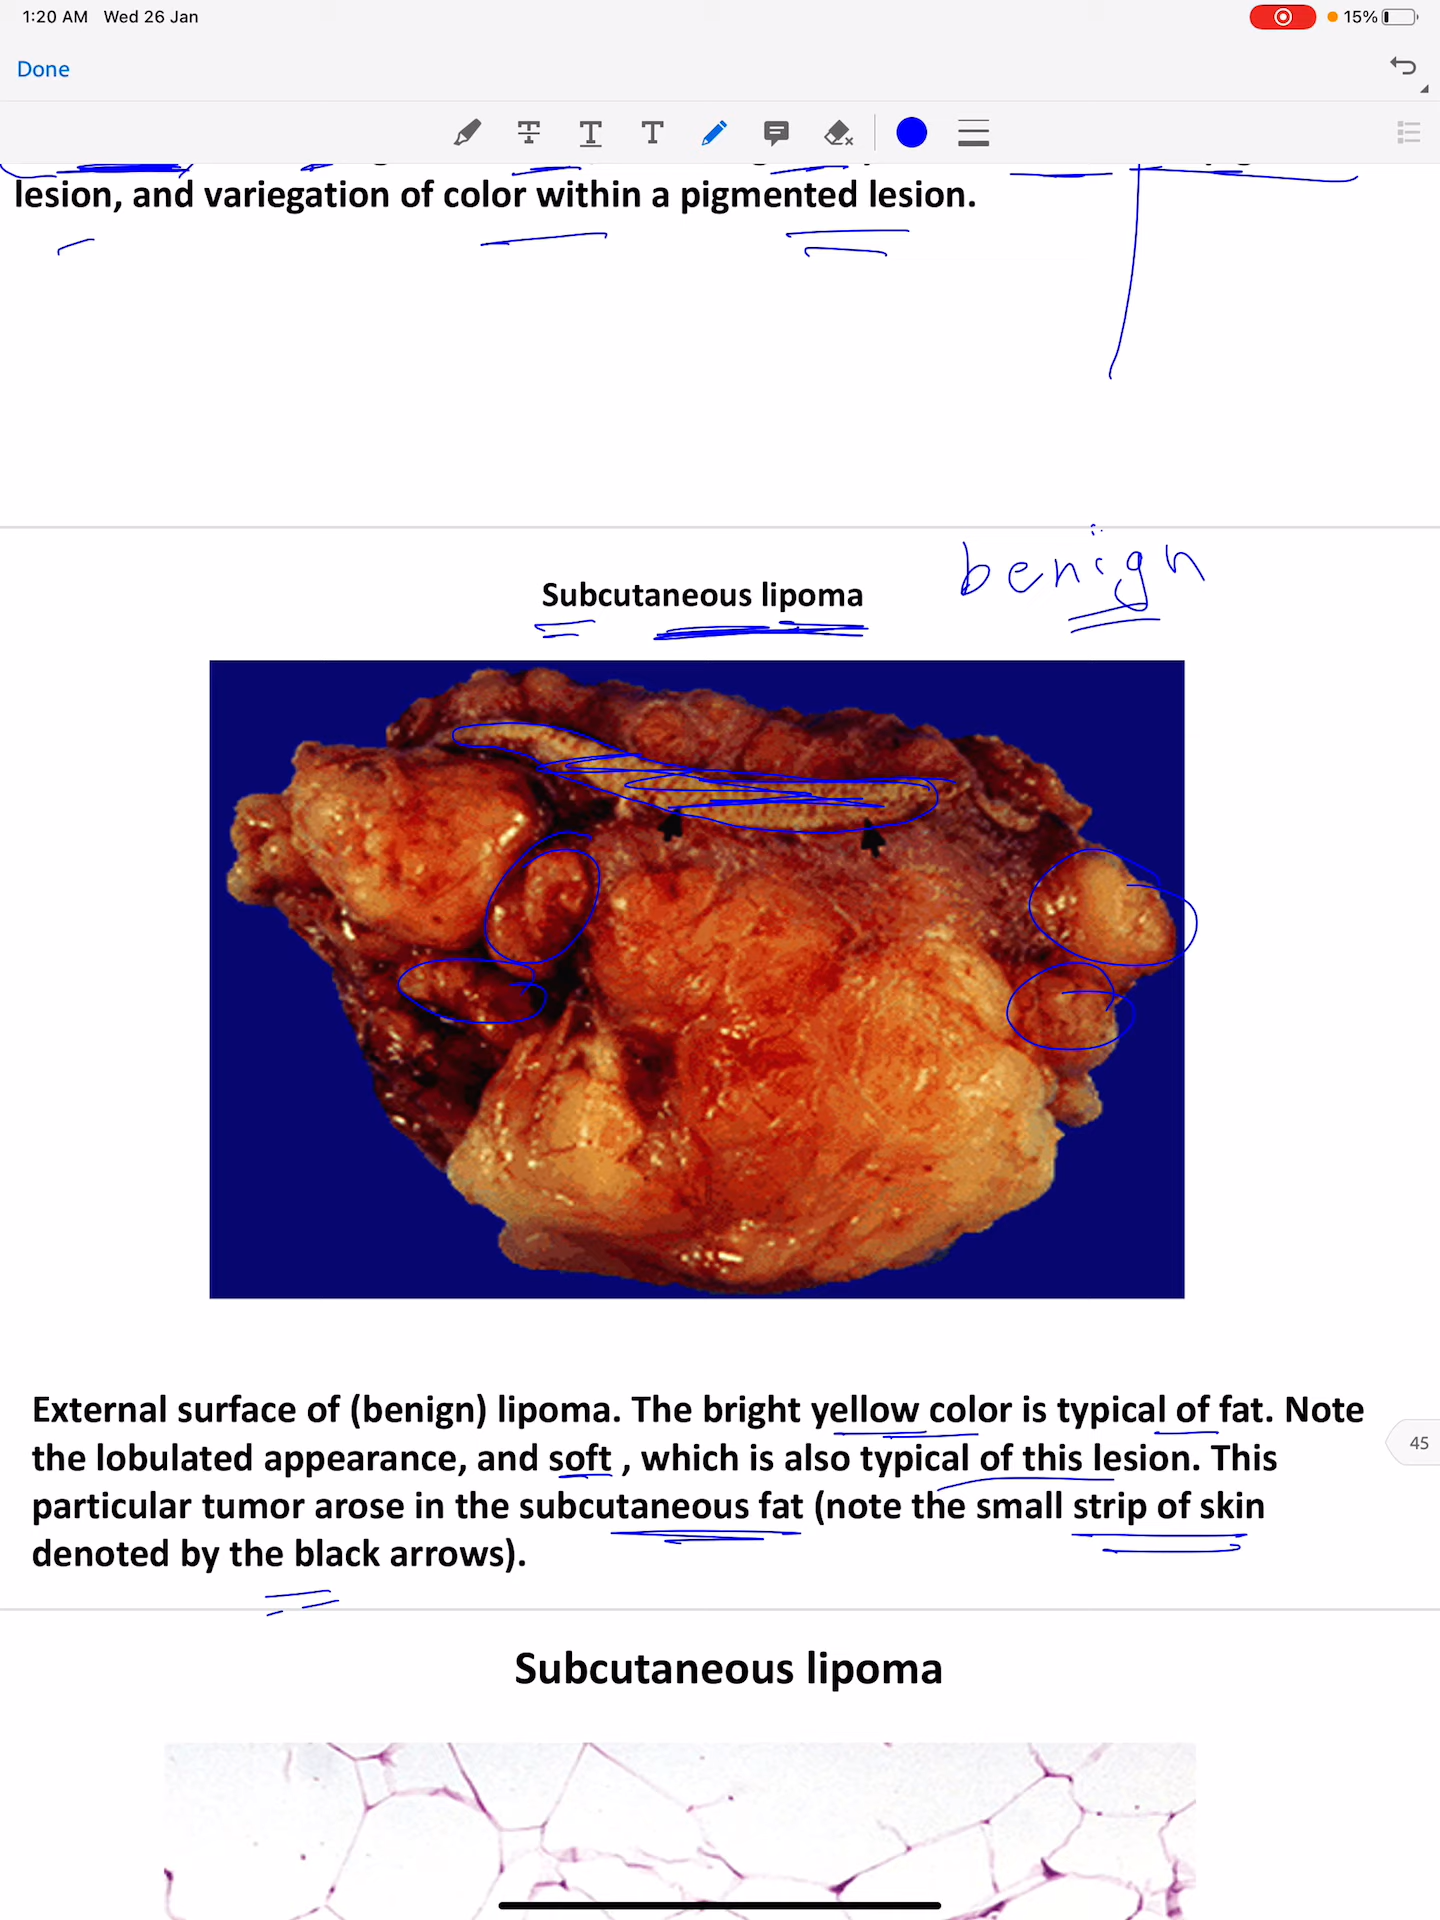 1:20 AM Wed 26 Jan
15%
Done
T T T
lesion, and variegation of color within a pigmented lesion.
benign
Subcutaneous lipoma
External surface of (benign) lipoma. The bright yellow color is typical of fat. Note
the lobulated appearance, and soft , which is also typical of this lesion. This
45
particular tumor arose in the subcutaneous fat (note the small strip of skin
denoted by the black arrows).
Subcutaneous lipoma